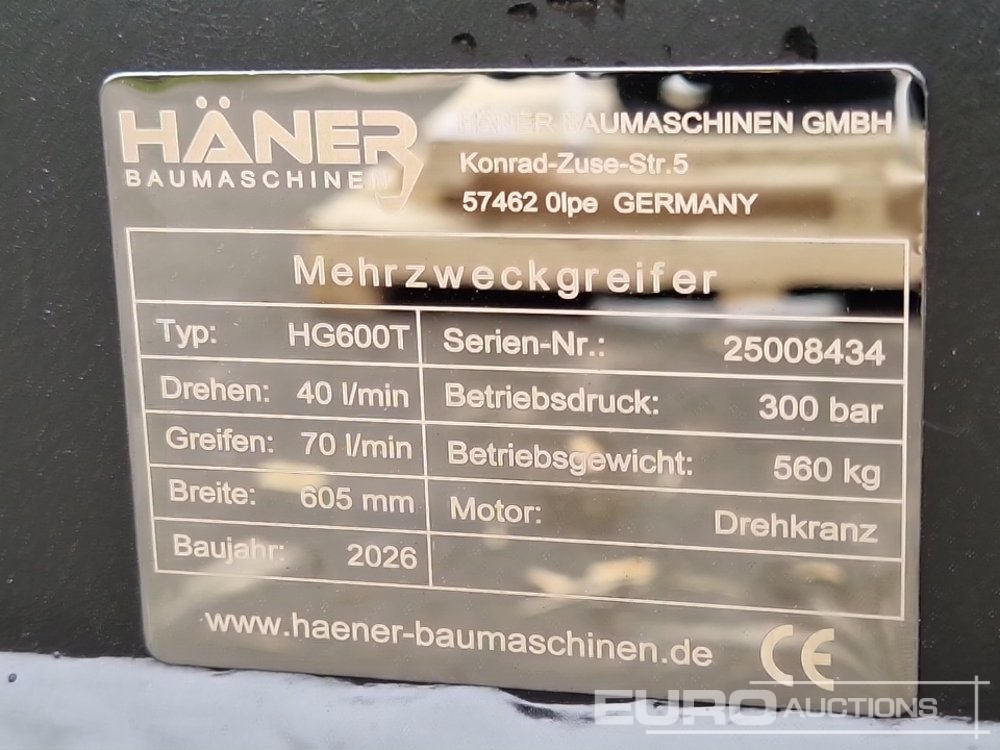 HÄNER
BAUMASCHINEN
HÄNER BAUMASCHINEN GMBH
Konrad-Zuse-Str.5
57462 0lpe GERMANY
Mehrzweckgreifer
Typ: HG600T
Serien-Nr.: 25008434
Drehen: 40 l/min
Betriebsdruck: 300 bar
Greifen: 70 l/min
Betriebsgewicht: 560 kg
Breite: 605 mm
Motor: Drehkranz
Baujahr: 2026
www.haener-baumaschinen.de
CE
EURO AUCTIONS